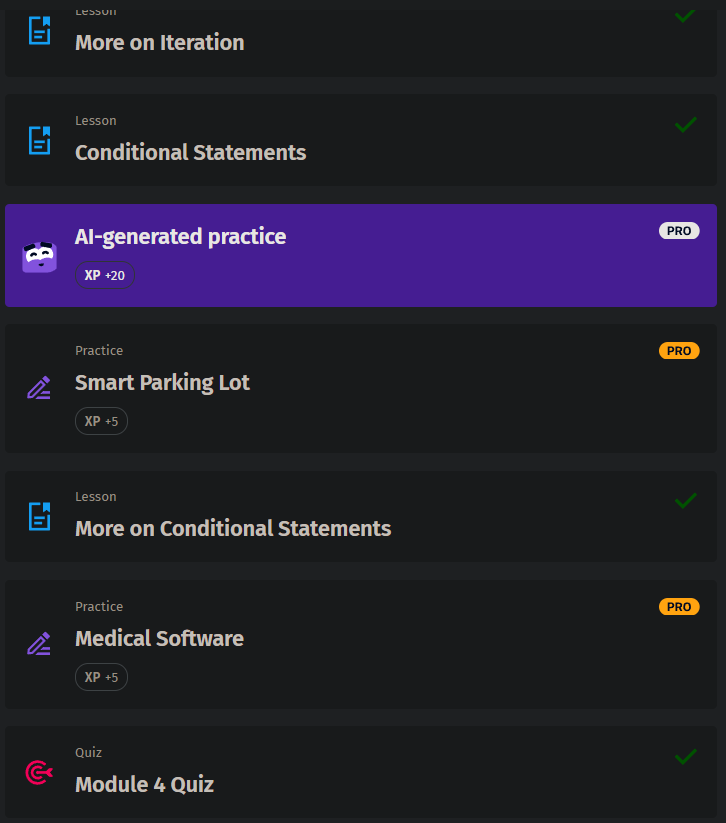 Lesson
More on Iteration
Lesson
Conditional Statements
AI-generated practice
PRO
XP +20
Practice
PRO
Smart Parking Lot
XP +5
Lesson
More on Conditional Statements
Practice
PRO
Medical Software
XP +5
Quiz
Module 4 Quiz